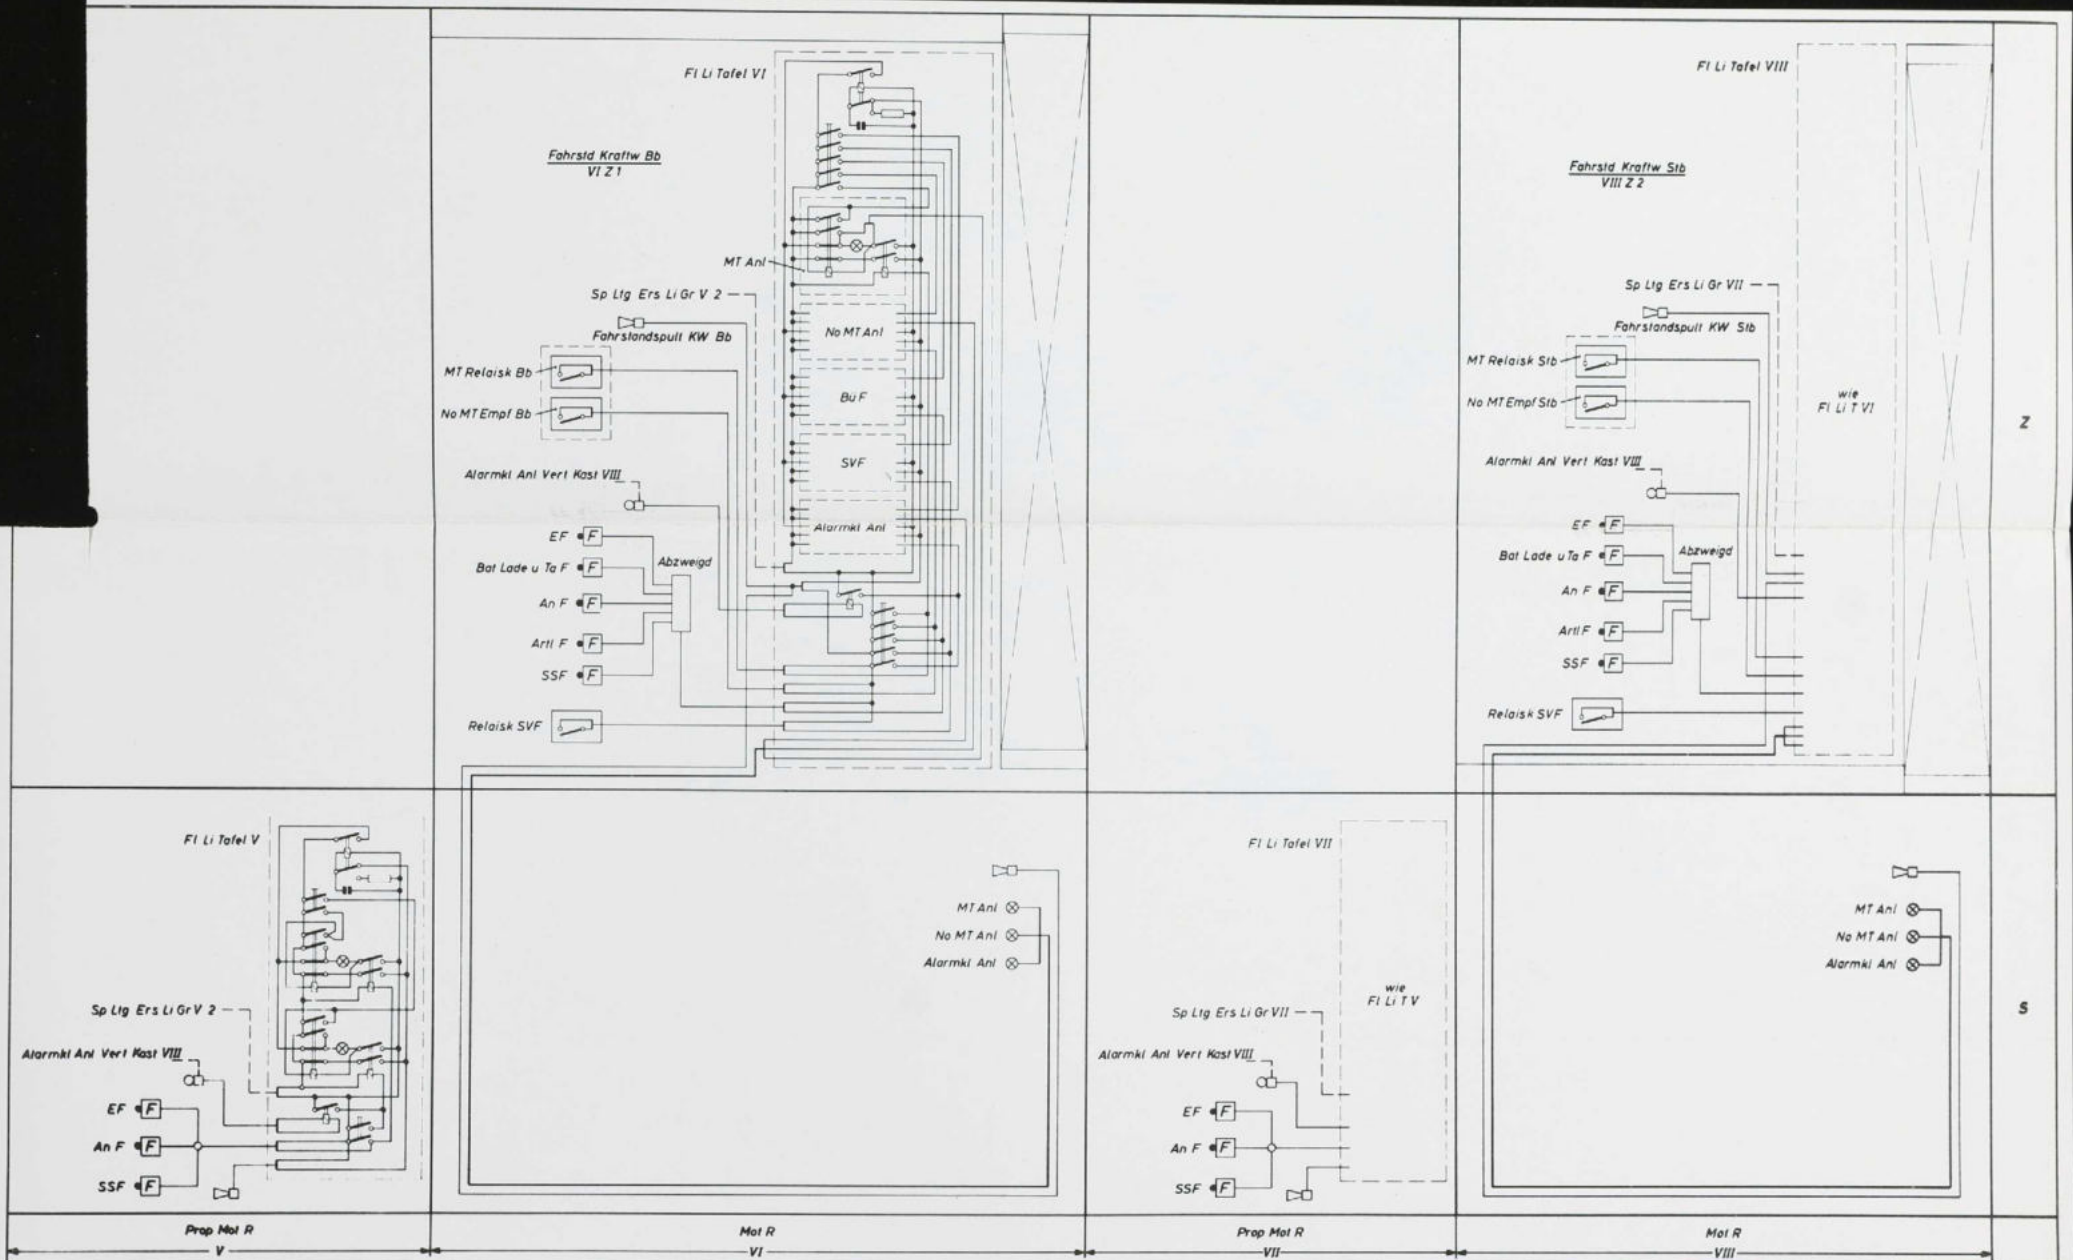 Fl Li Tafel VI
Fahrstd Kraftw Bb
VI Z 1
MT Anl
Sp Ltg Ers Li Gr V 2
Fahrstandspult KW Bb
No MT Anl
MT Relaisk Bb
Bü F
No MT Empf Bb
SVF
Alarmkl Anl Vert Kast VIII
Alarmkl Anl
EF F
Abzweigd
Bat Lade u Ta F F
An F F
Artl F F
SSF F
Relaisk SVF
Fl Li Tafel VIII
Fahrstd Kraftw Stb
VIII Z 2
Sp Ltg Ers Li Gr VII
Fahrstandspult KW Stb
MT Relaisk Stb
No MT Empf Stb
wie
Fl Li T VI
Z
Alarmkl Anl Vert Kast VIII
EF F
Abzweigd
Bat Lade u Ta F F
An F F
Artl F F
SSF F
Relaisk SVF
Fl Li Tafel V
Sp Ltg Ers Li Gr V 2
Alarmkl Anl Vert Kast VIII
EF F
An F F
SSF F
MT Anl
No MT Anl
Alarmkl Anl
Fl Li Tafel VII
wie
Fl Li T V
Sp Ltg Ers Li Gr VII
Alarmkl Anl Vert Kast VIII
EF F
An F F
SSF F
MT Anl
No MT Anl
Alarmkl Anl
S
Prop Mot R
V
Mot R
VI
Prop Mot R
VII
Mot R
VIII